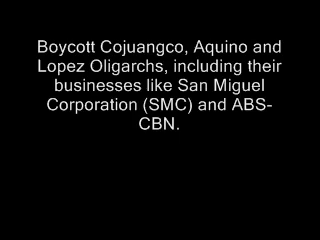 Boycott Cojuangco, Aquino and
Lopez Oligarchs, including their
businesses like San Miguel
Corporation (SMC) and ABS-
CBN.